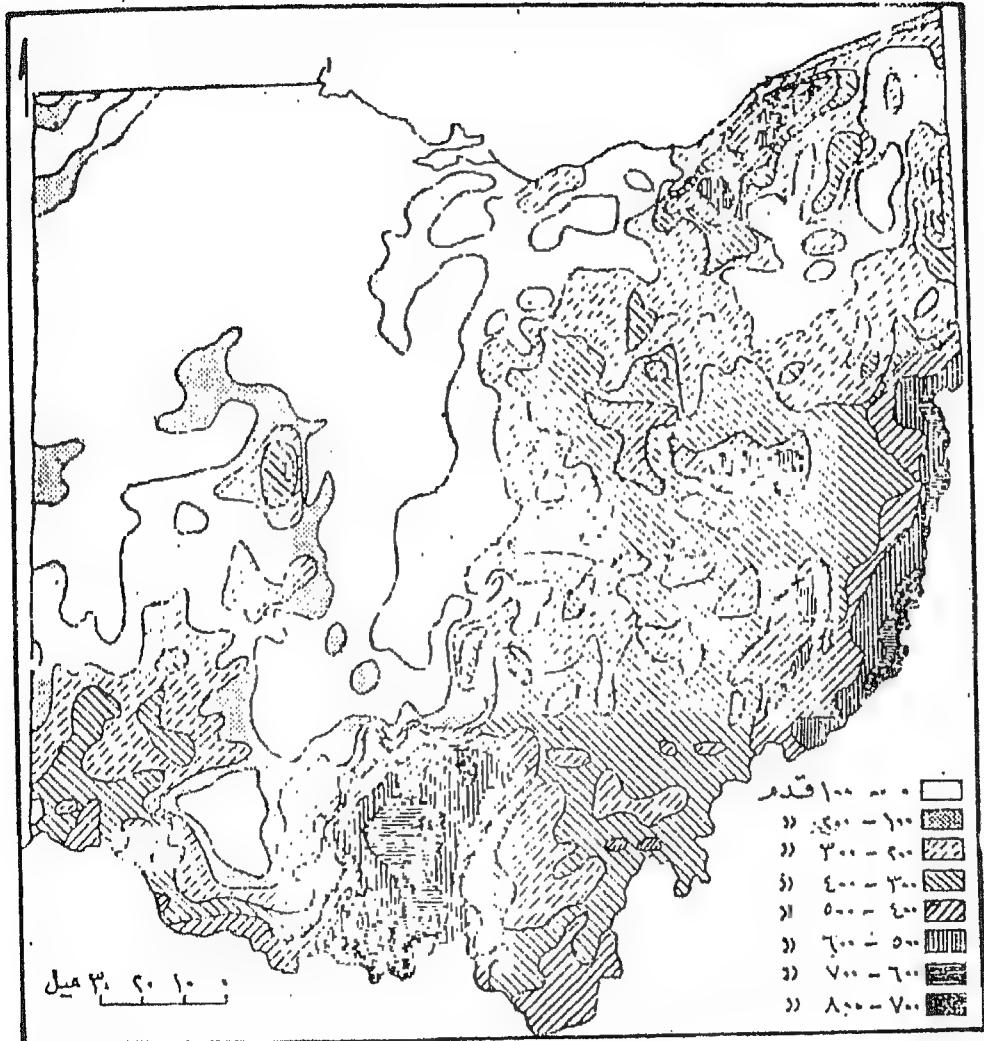 ٠ - ١٠٠ قدم
١٠٠ - ٢٠٠ ((
٢٠٠ - ٣٠٠ ((
٣٠٠ - ٤٠٠ ((
٤٠٠ - ٥٠٠ ((
٥٠٠ - ٦٠٠ ((
٦٠٠ - ٧٠٠ ((
٧٠٠ - ٨٠٠ ((
٠ ١٠ ٢٠ ٣٠ ميل